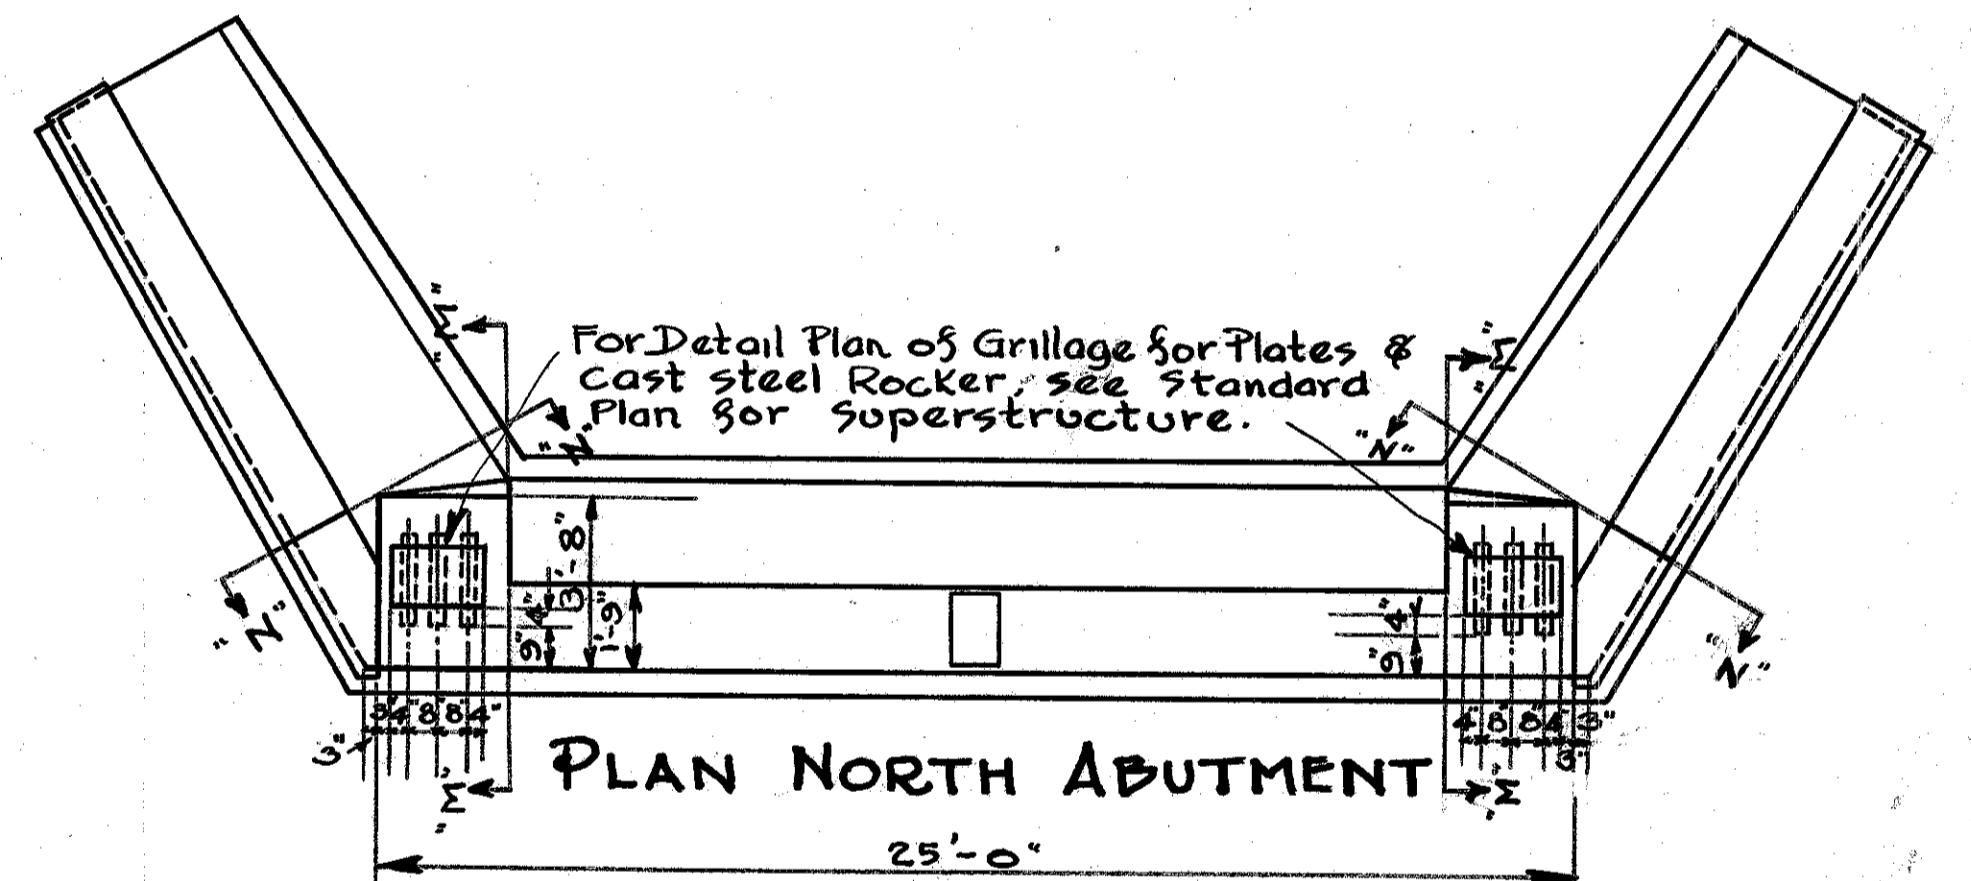 "M"
"M"
For Detail Plan of Grillage for Plates &
Cast steel Rocker, see Standard
Plan for Superstructure.
"N"
"N"
3'-8"
1'-9"
4"
9"
4"
9"
"N"
"N"
3" 3" 4" 8" 8" 4"
4" 8" 8" 4" 3"
3"
PLAN NORTH ABUTMENT
"M"
"M"
25'-0"